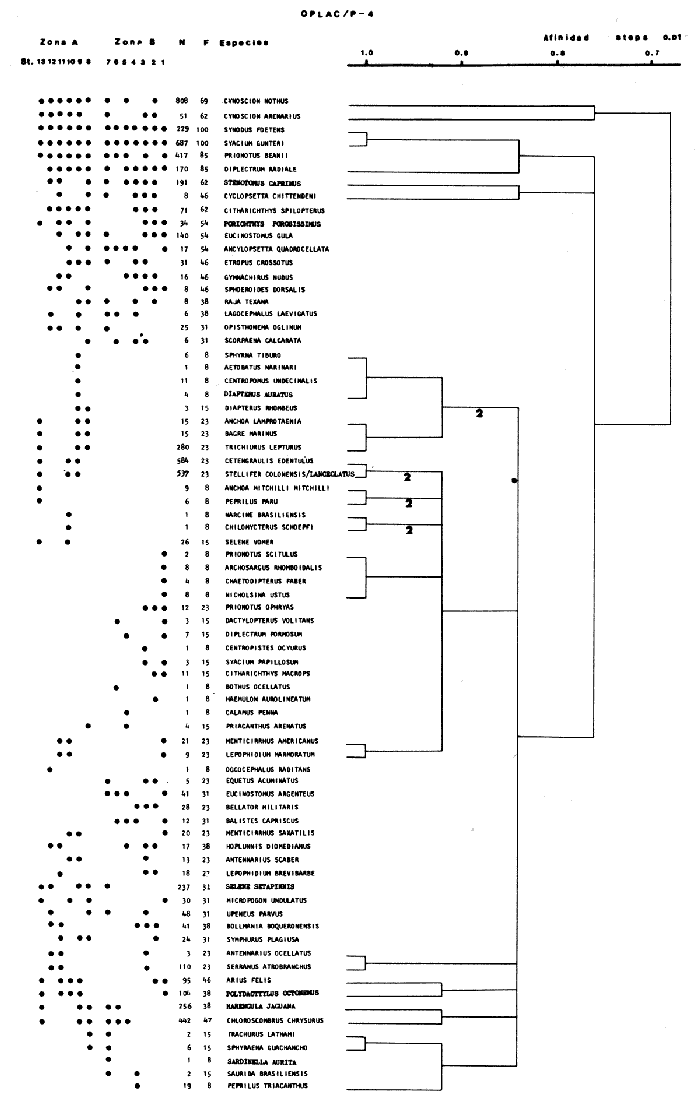 OPLAC/P-4
Afinidad steps 0.01
Zona A Zona B N F Especies
1.0 0.9 0.8 0.7
St. 13 12 11 10 9 8 7 6 5 4 3 2 1
808 69 CYNOSCION NOTHUS
51 62 CYNOSCION ARENARIUS
229 100 SYNODUS FOETENS
687 100 SYACIUM GUNTERI
417 85 PRIONOTUS BEANII
170 85 DIPLECTRUM RADIALE
191 62 STENOTOMUS CAPRINUS
8 46 CYCLOPSETTA CHITTENDENI
71 62 CITHARICHTHYS SPILOPTERUS
34 54 PORICHTHYS POROSISSIMUS
140 54 EUCINOSTOMUS GULA
17 54 ANCYLOPSETTA QUADROCELLATA
31 46 ETROPUS CROSSOTUS
16 46 GYMNACHIRUS NUDUS
8 46 SPHOEROIDES DORSALIS
8 38 RAJA TEXANA
6 38 LAGOCEPHALUS LAEVIGATUS
25 31 OPISTHONEMA OGLINUM
6 31 SCORPAENA CALCARATA
6 8 SPHYRNA TIBURO
1 8 AETOBATUS NARINARI
11 8 CENTROPOMUS UNDECIMALIS
4 8 DIAPTERUS AURATUS
3 15 DIAPTERUS RHOMBEUS
2
15 23 ANCHOA LAMPROTAENIA
15 23 BAGRE MARINUS
280 23 TRICHIURUS LEPTURUS
584 23 CETENGRAULIS EDENTULUS
537 23 STELLIFER COLONENSIS/LANCEOLATUS
2
9 8 ANCHOA MITCHILLI MITCHILLI
6 8 PEPRILUS PARU
2
1 8 NARCINE BRASILIENSIS
1 8 CHILOMYCTERUS SCHOEPFI
2
26 15 SELENE VOMER
2 8 PRIONOTUS SCITULUS
8 8 ARCHOSARGUS RHOMBOIDALIS
4 8 CHAETODIPTERUS FABER
8 8 NICHOLSINA USTUS
12 23 PRIONOTUS OPHRYAS
3 15 DACTYLOPTERUS VOLITANS
7 15 DIPLECTRUM FORMOSUM
1 8 CENTROPISTES OCYURUS
3 15 SYACIUM PAPILLOSUM
11 15 CITHARICHTHYS MACROPS
1 8 BOTHUS OCELLATUS
1 8 HAEMULON AUROLINEATUM
1 8 CALAMUS PENNA
4 15 PRIACANTHUS ARENATUS
21 23 MENTICIRRHUS AMERICANUS
9 23 LEPOPHIDIUM MARMORATUM
1 8 OGCOCEPHALUS RADITANS
5 23 EQUETUS ACUMINATUS
41 31 EUCINOSTOMUS ARGENTEUS
28 23 BELLATOR MILITARIS
12 31 BALISTES CAPRISCUS
20 23 MENTICIRRHUS SAXATILIS
17 38 HOPLUNNIS DIOMEDIANUS
13 23 ANTENNARIUS SCABER
18 27 LEPOPHIDIUM BREVIBARBE
237 51 SELENE SETAPINNIS
30 31 MICROPOGON UNDULATUS
48 31 UPENEUS PARVUS
41 38 BOLLMANIA BOQUERONENSIS
24 31 SYMPHURUS PLAGIUSA
3 23 ANTENNARIUS OCELLATUS
110 23 SERRANUS ATROBRANCHUS
95 46 ARIUS FELIS
38 POLYDACTYLUS OCTONEMUS
256 38 HARENGULA JAGUANA
442 47 CHLOROSCOMBRUS CHRYSURUS
2 15 TRACHURUS LATHAMI
6 15 SPHYRAENA GUACHANCHO
1 8 SARDINELLA AURITA
2 15 SAURIDA BRASILIENSIS
19 8 PEPRILUS TRIACANTHUS